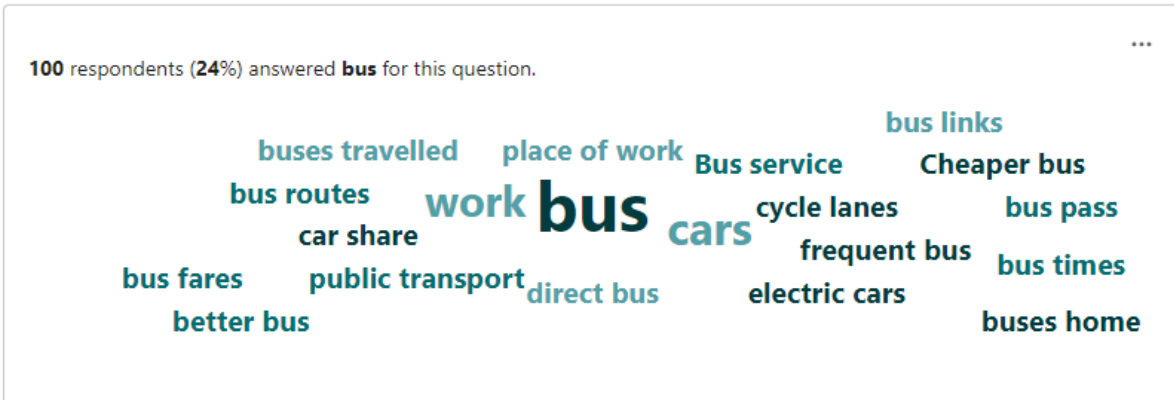 ...
100 respondents (24%) answered bus for this question.
bus links
buses travelled
place of work
Bus service
Cheaper bus
bus routes
work
bus
cars
cycle lanes
bus pass
car share
frequent bus
bus times
bus fares
public transport
direct bus
electric cars
better bus
buses home